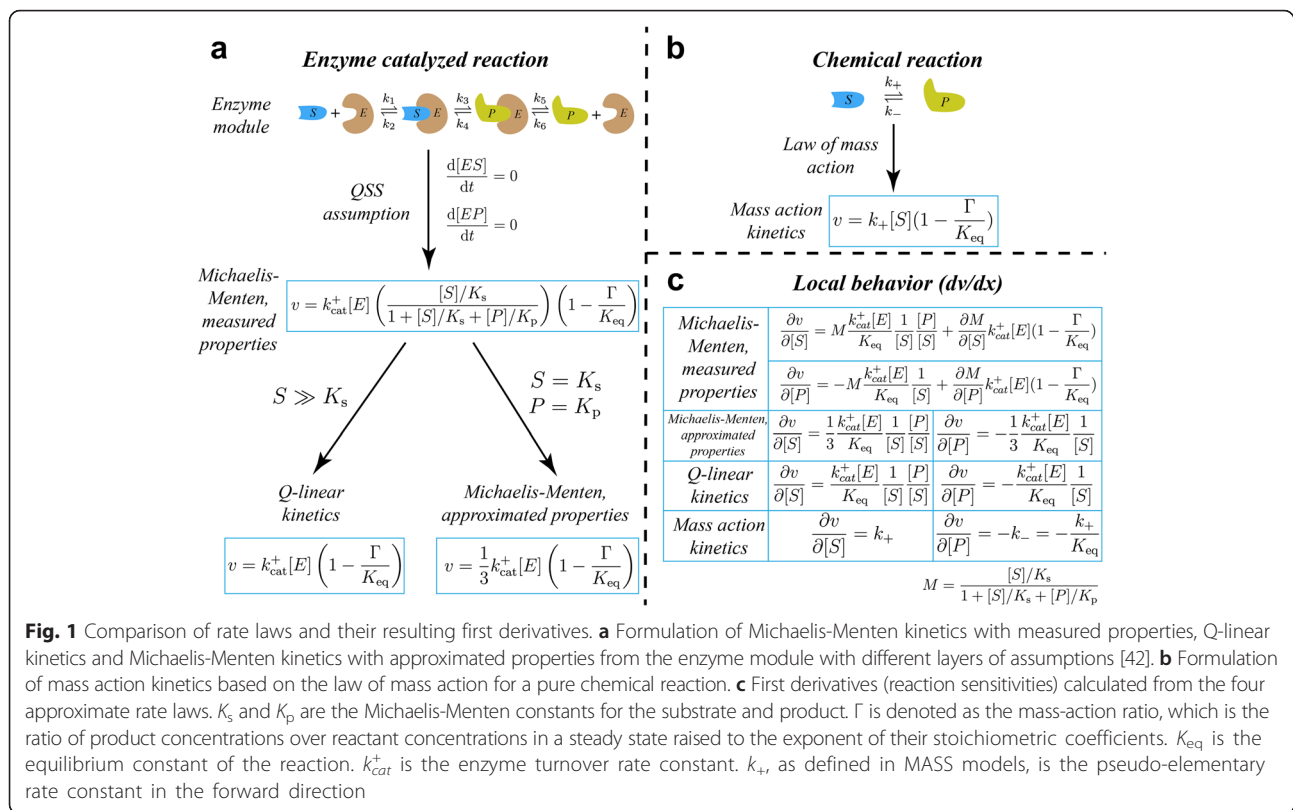 a
Enzyme catalyzed reaction
Enzyme
module
S + E k₁ ⇌ k₂ S E k₃ ⇌ k₄ P E k₅ ⇌ k₆ P + E
QSS
assumption
d[ES]/dt = 0
d[EP]/dt = 0
Michaelis-
Menten,
measured
properties
v = k⁺cat[E] ( ([S]/Ks) / (1 + [S]/Ks + [P]/Kp) ) (1 − Γ/Keq)
S ≫ Ks
S = Ks
P = Kp
Q-linear
kinetics
v = k⁺cat[E] (1 − Γ/Keq)
Michaelis-Menten,
approximated properties
v = 1/3 k⁺cat[E] (1 − Γ/Keq)
b
Chemical reaction
S k₊ ⇌ k₋ P
Law of mass
action
Mass action
kinetics
v = k₊[S](1 − Γ/Keq)
c
Local behavior (dv/dx)
Michaelis-
Menten,
measured
properties
∂v/∂[S] = M k⁺cat[E]/Keq 1/[S] [P]/[S] + ∂M/∂[S] k⁺cat[E](1 − Γ/Keq)
∂v/∂[P] = −M k⁺cat[E]/Keq 1/[S] + ∂M/∂[P] k⁺cat[E](1 − Γ/Keq)
Michaelis-Menten,
approximated
properties
∂v/∂[S] = 1/3 k⁺cat[E]/Keq 1/[S] [P]/[S]
∂v/∂[P] = −1/3 k⁺cat[E]/Keq 1/[S]
Q-linear
kinetics
∂v/∂[S] = k⁺cat[E]/Keq 1/[S] [P]/[S]
∂v/∂[P] = −k⁺cat[E]/Keq 1/[S]
Mass action
kinetics
∂v/∂[S] = k₊
∂v/∂[P] = −k₋ = −k₊/Keq
M = ([S]/Ks) / (1 + [S]/Ks + [P]/Kp)
Fig. 1 Comparison of rate laws and their resulting first derivatives. a Formulation of Michaelis-Menten kinetics with measured properties, Q-linear
kinetics and Michaelis-Menten kinetics with approximated properties from the enzyme module with different layers of assumptions [42]. b Formulation
of mass action kinetics based on the law of mass action for a pure chemical reaction. c First derivatives (reaction sensitivities) calculated from the four
approximate rate laws. Ks and Kp are the Michaelis-Menten constants for the substrate and product. Γ is denoted as the mass-action ratio, which is the
ratio of product concentrations over reactant concentrations in a steady state raised to the exponent of their stoichiometric coefficients. Keq is the
equilibrium constant of the reaction. k⁺cat is the enzyme turnover rate constant. k₊, as defined in MASS models, is the pseudo-elementary
rate constant in the forward direction